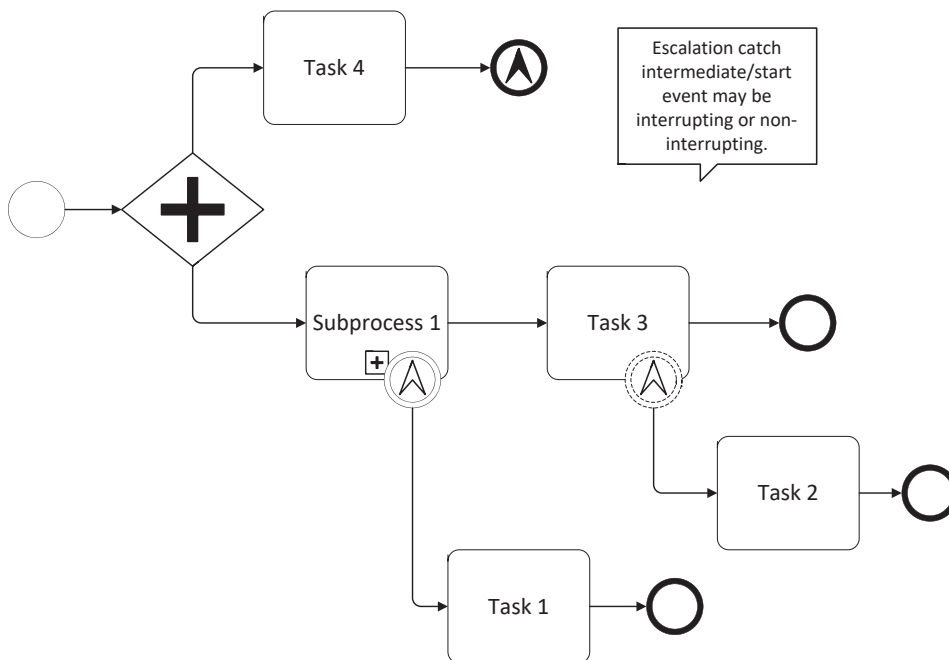 Task 4
Escalation catch
intermediate/start
event may be
interrupting or non-
interrupting.
Subprocess 1
Task 3
Task 2
Task 1